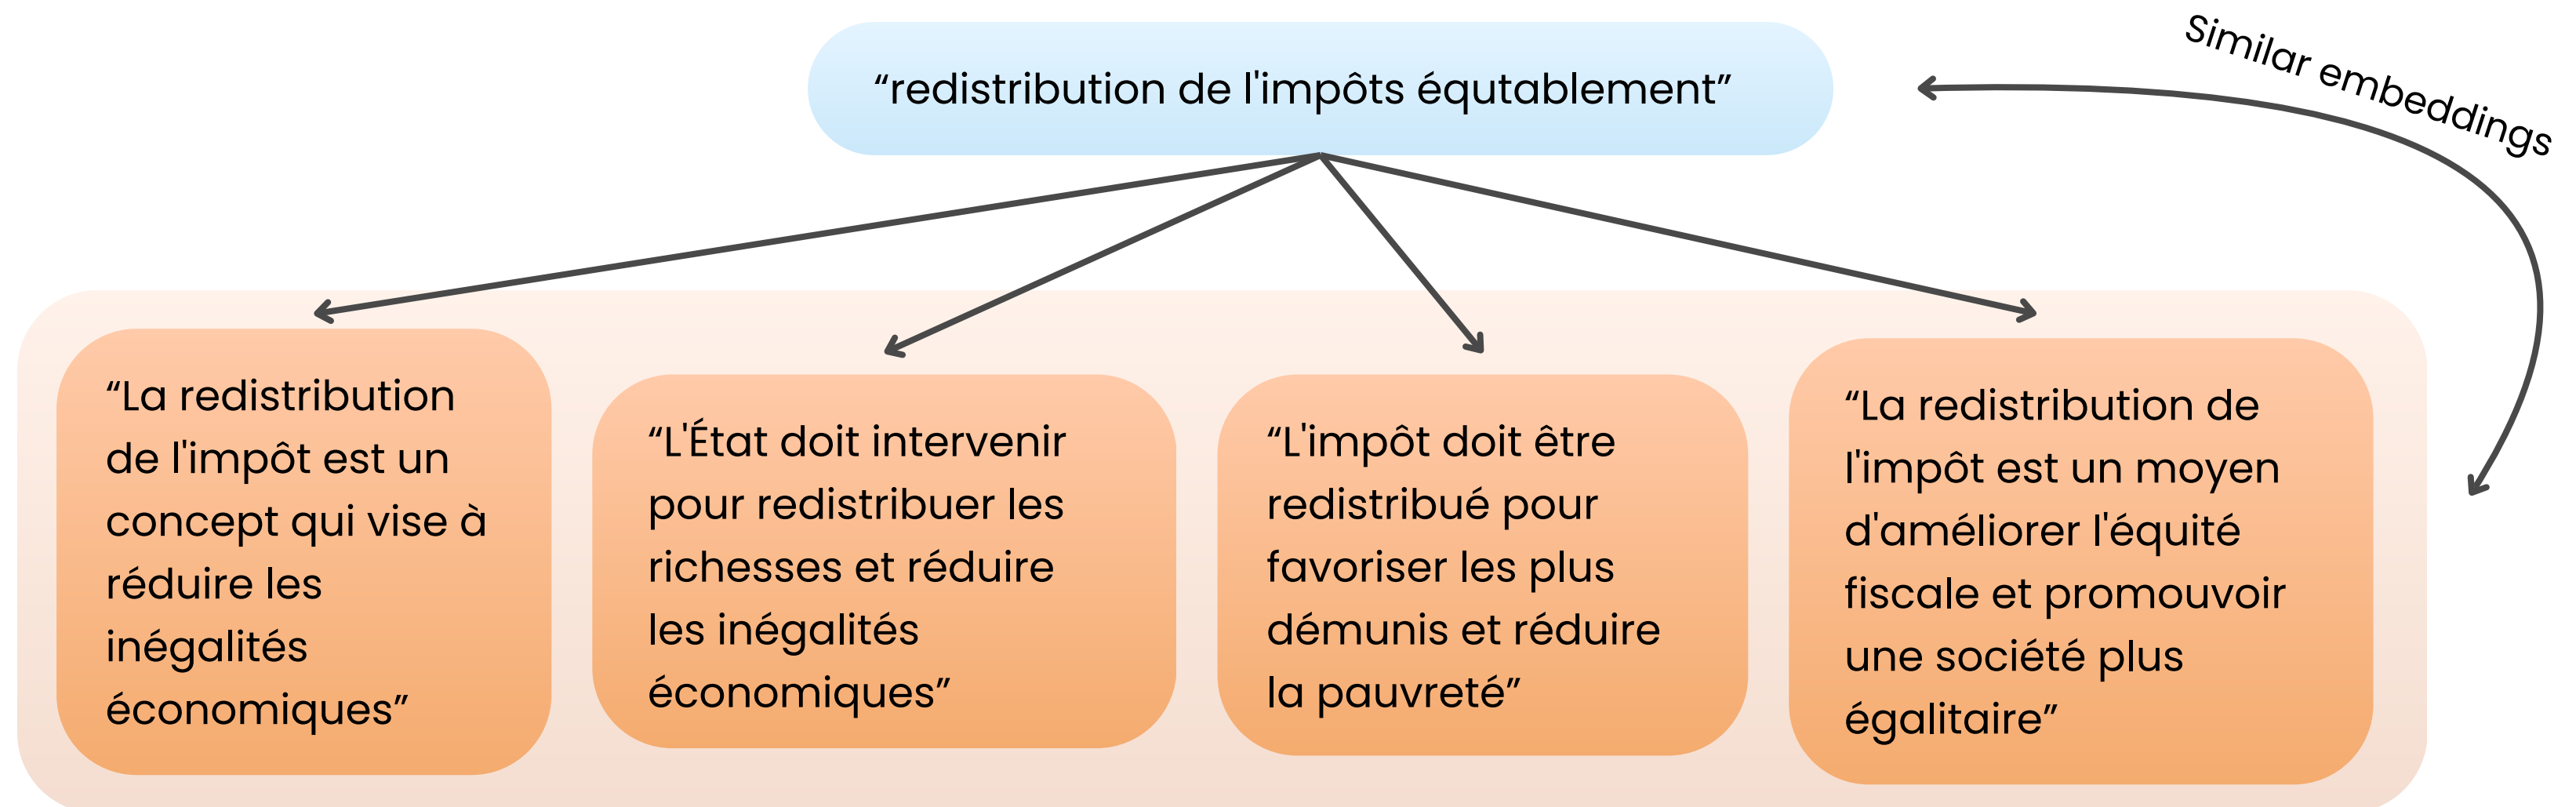 “redistribution de l'impôts équtablement”
Similar embeddings
“La redistribution
de l'impôt est un
concept qui vise à
réduire les
inégalités
économiques”
“L'État doit intervenir
pour redistribuer les
richesses et réduire
les inégalités
économiques”
“L'impôt doit être
redistribué pour
favoriser les plus
démunis et réduire
la pauvreté”
“La redistribution de
l'impôt est un moyen
d'améliorer l'équité
fiscale et promouvoir
une société plus
égalitaire”